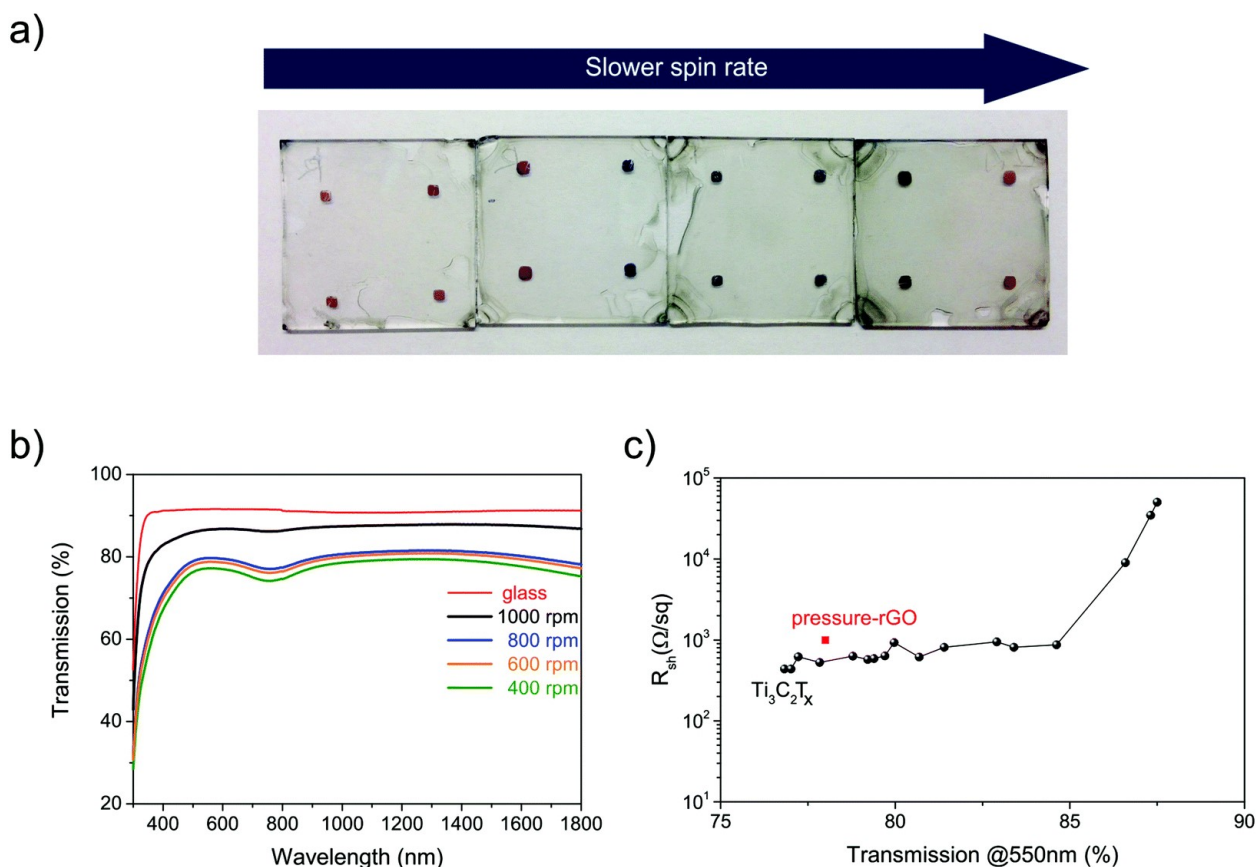 a)
Slower spin rate
b)
Transmission (%)
100
80
60
40
20
400
600
800
1000
1200
1400
1600
1800
Wavelength (nm)
glass
1000 rpm
800 rpm
600 rpm
400 rpm
c)
Rsh(Ω/sq)
10⁵
10⁴
10³
10²
10¹
pressure-rGO
Ti₃C₂Tₓ
75
80
85
90
Transmission @550nm (%)